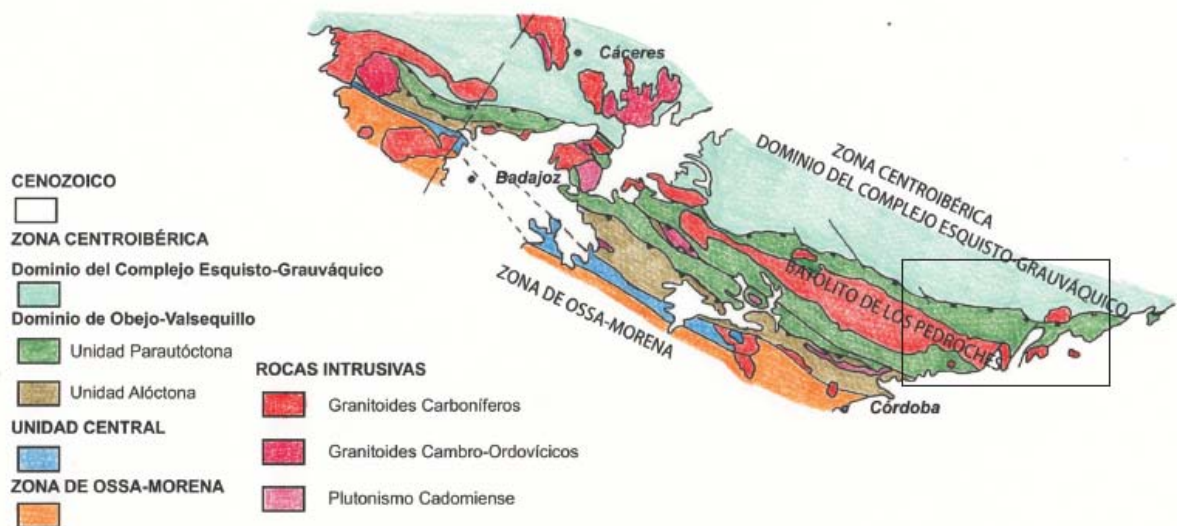 Cáceres
Badajoz
Córdoba
ZONA CENTROIBÉRICA
DOMINIO DEL COMPLEJO ESQUISTO-GRAUVÁQUICO
BATOLITO DE LOS PEDROCHES
ZONA DE OSSA-MORENA
CENOZOICO
ZONA CENTROIBÉRICA
Dominio del Complejo Esquisto-Grauváquico
Dominio de Obejo-Valsequillo
Unidad Parautóctona
Unidad Alóctona
UNIDAD CENTRAL
ZONA DE OSSA-MORENA
ROCAS INTRUSIVAS
Granitoides Carboníferos
Granitoides Cambro-Ordovícicos
Plutonismo Cadomiense